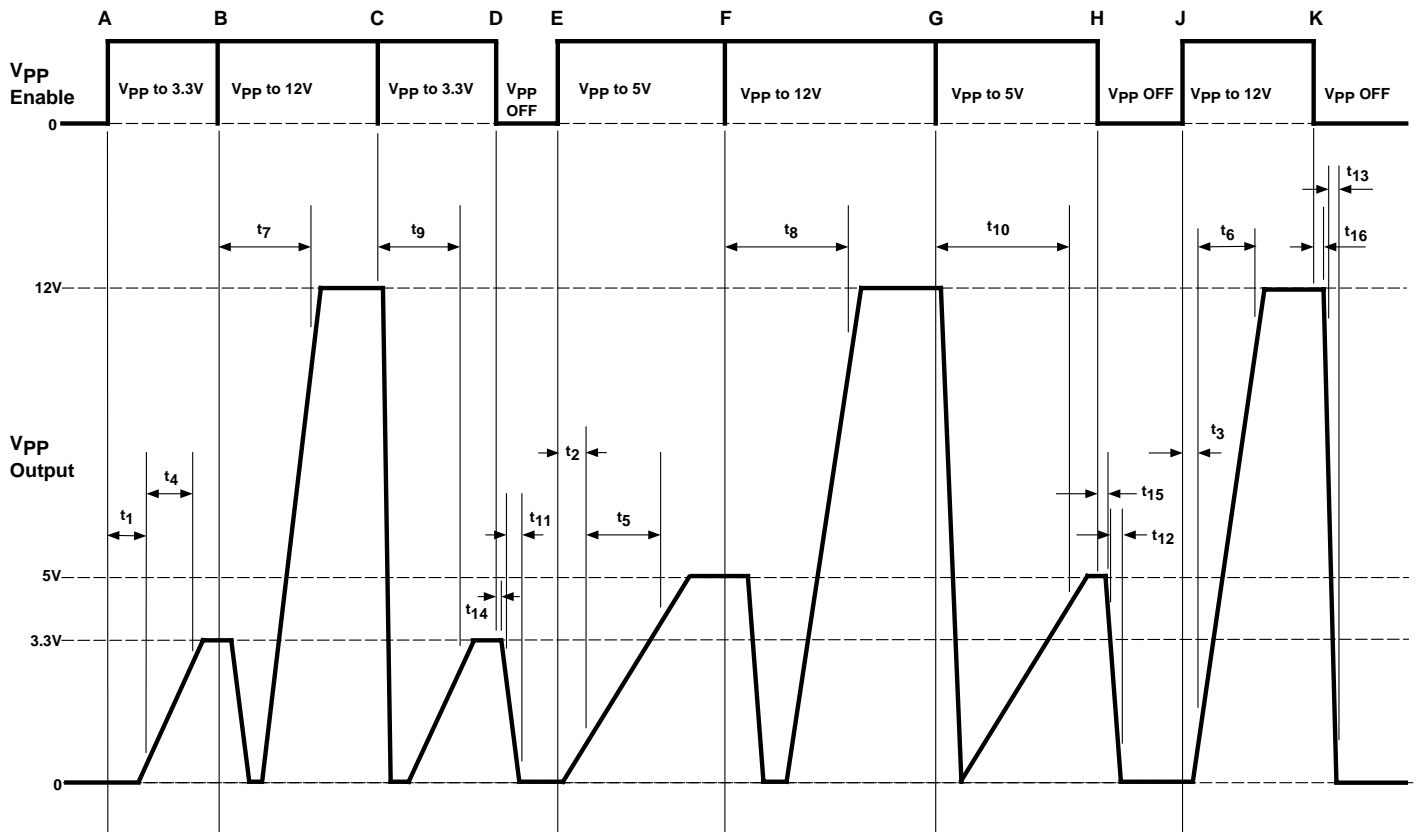 A B C D E F G H J K
VPP
Enable
VPP to 3.3V
VPP to 12V
VPP to 3.3V
VPP
OFF
VPP to 5V
VPP to 12V
VPP to 5V
VPP OFF
VPP to 12V
VPP OFF
0
t13
t7
t9
t8
t10
t6
t16
12V
VPP
Output
t2
t3
t4
t15
t1
t11
t5
t12
5V
t14
3.3V
0